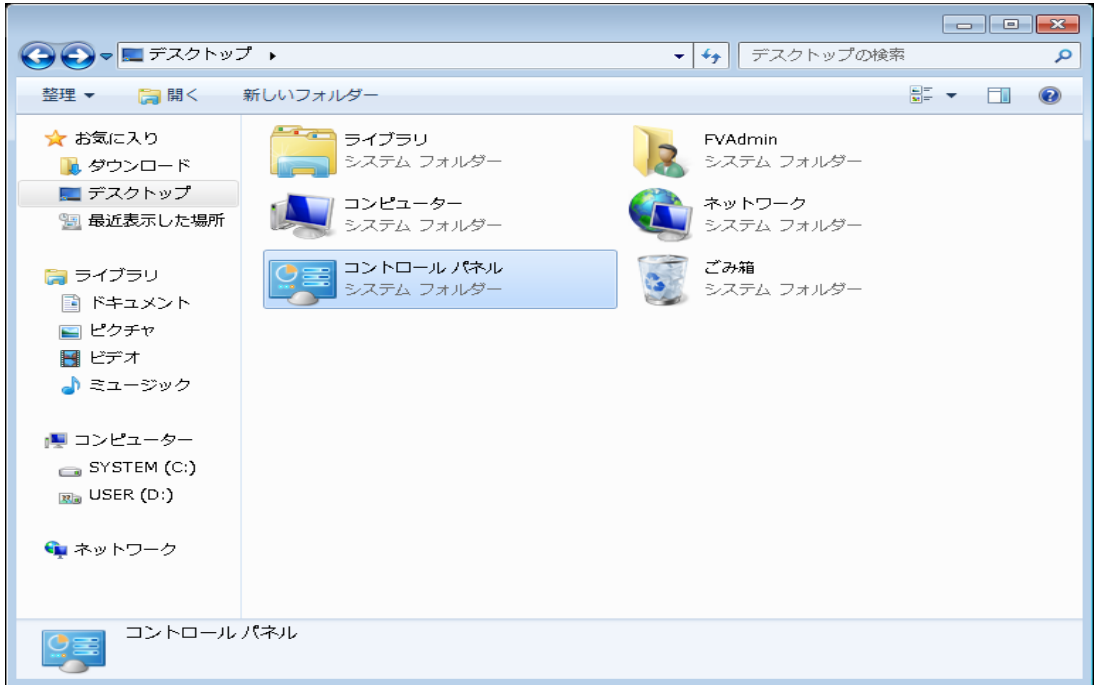 デスクトップ
デスクトップの検索
整理 開く 新しいフォルダー
お気に入り
ダウンロード
デスクトップ
最近表示した場所
ライブラリ
ドキュメント
ピクチャ
ビデオ
ミュージック
コンピューター
SYSTEM (C:)
USER (D:)
ネットワーク
ライブラリ
システム フォルダー
FVAdmin
システム フォルダー
コンピューター
システム フォルダー
ネットワーク
システム フォルダー
コントロール パネル
システム フォルダー
ごみ箱
システム フォルダー
コントロール パネル